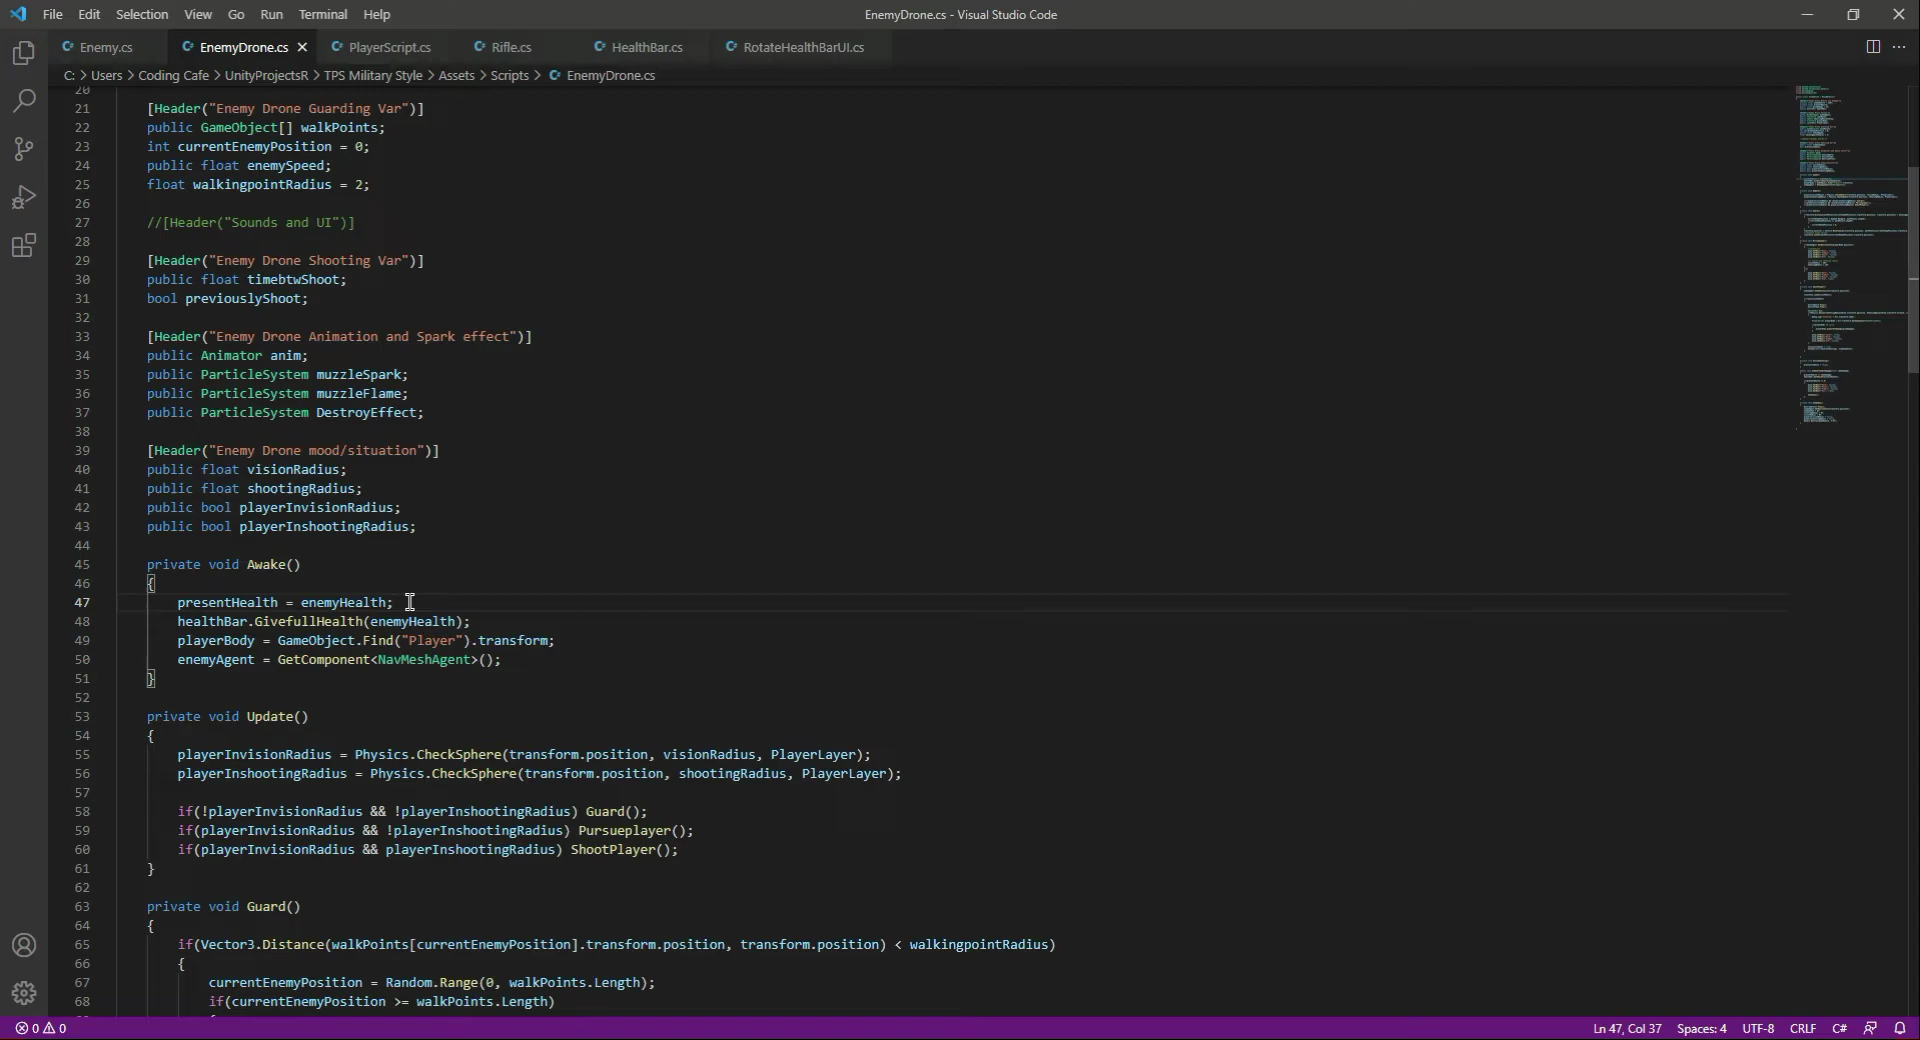 File Edit Selection View Go Run Terminal Help
EnemyDrone.cs - Visual Studio Code
Enemy.cs EnemyDrone.cs PlayerScript.cs Rifle.cs HealthBar.cs RotateHealthBarUI.cs
C: > Users > Coding Cafe > UnityProjectsR > TPS Military Style > Assets > Scripts > EnemyDrone.cs
20
21 [Header("Enemy Drone Guarding Var")]
22 public GameObject[] walkPoints;
23 int currentEnemyPosition = 0;
24 public float enemySpeed;
25 float walkingpointRadius = 2;
26
27 //[Header("Sounds and UI")]
28
29 [Header("Enemy Drone Shooting Var")]
30 public float timebtwShoot;
31 bool previouslyShoot;
32
33 [Header("Enemy Drone Animation and Spark effect")]
34 public Animator anim;
35 public ParticleSystem muzzleSpark;
36 public ParticleSystem muzzleFlame;
37 public ParticleSystem DestroyEffect;
38
39 [Header("Enemy Drone mood/situation")]
40 public float visionRadius;
41 public float shootingRadius;
42 public bool playerInvisionRadius;
43 public bool playerInshootingRadius;
44
45 private void Awake()
46 {
47 presentHealth = enemyHealth;
48 healthBar.GivefullHealth(enemyHealth);
49 playerBody = GameObject.Find("Player").transform;
50 enemyAgent = GetComponent<NavMeshAgent>();
51 }
52
53 private void Update()
54 {
55 playerInvisionRadius = Physics.CheckSphere(transform.position, visionRadius, PlayerLayer);
56 playerInshootingRadius = Physics.CheckSphere(transform.position, shootingRadius, PlayerLayer);
57
58 if(!playerInvisionRadius && !playerInshootingRadius) Guard();
59 if(playerInvisionRadius && !playerInshootingRadius) Pursueplayer();
60 if(playerInvisionRadius && playerInshootingRadius) ShootPlayer();
61 }
62
63 private void Guard()
64 {
65 if(Vector3.Distance(walkPoints[currentEnemyPosition].transform.position, transform.position) < walkingpointRadius)
66 {
67 currentEnemyPosition = Random.Range(0, walkPoints.Length);
68 if(currentEnemyPosition >= walkPoints.Length)
0 0 Ln 47, Col 37 Spaces: 4 UTF-8 CRLF C#